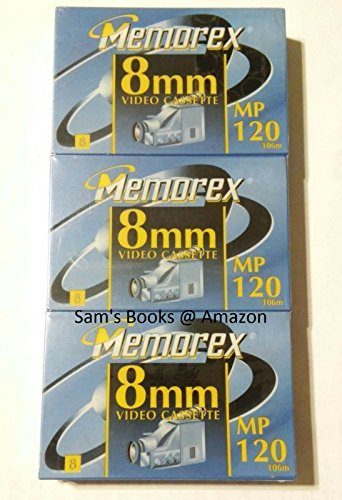 Memorex
8mm
VIDEO CASSETTE
MP
120
106m
8
Memorex
8mm
VIDEO CASSETTE
MP
120
106m
8
Sam's Books @ Amazon
Memorex
8mm
VIDEO CASSETTE
MP
120
106m
8